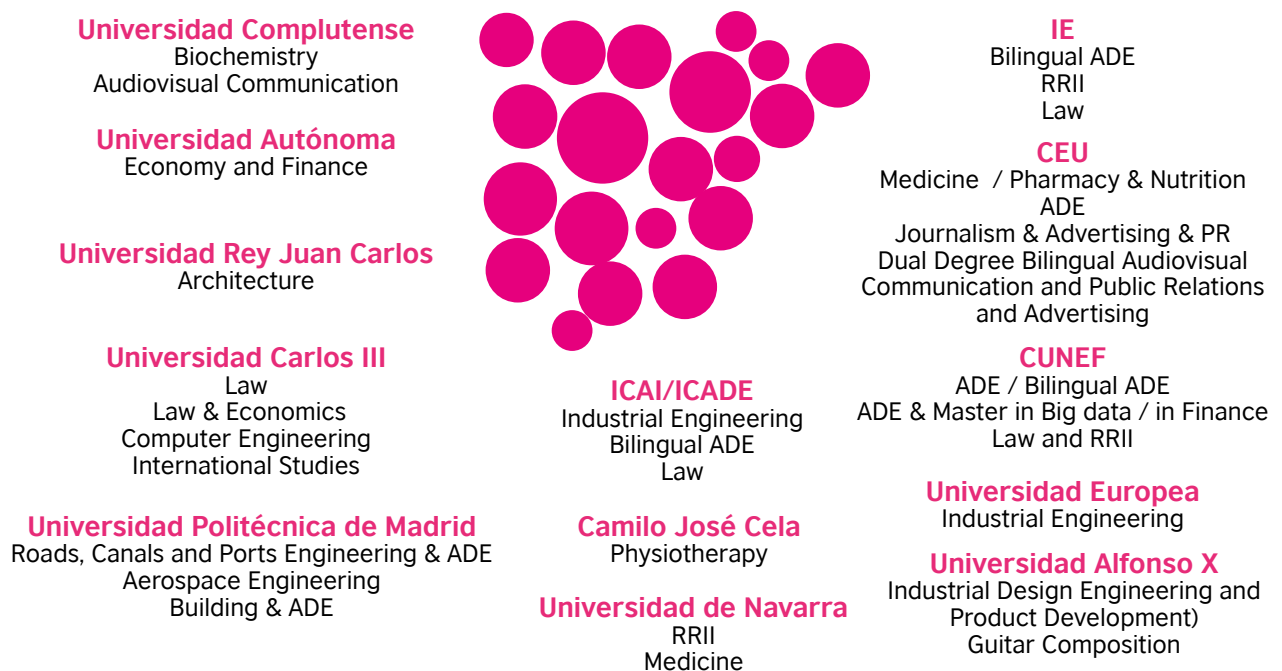 Universidad Complutense
Biochemistry
Audiovisual Communication
Universidad Autónoma
Economy and Finance
Universidad Rey Juan Carlos
Architecture
Universidad Carlos III
Law
Law & Economics
Computer Engineering
International Studies
Universidad Politécnica de Madrid
Roads, Canals and Ports Engineering & ADE
Aerospace Engineering
Building & ADE
ICAI/ICADE
Industrial Engineering
Bilingual ADE
Law
Camilo José Cela
Physiotherapy
Universidad de Navarra
RRII
Medicine
IE
Bilingual ADE
RRII
Law
CEU
Medicine / Pharmacy & Nutrition
ADE
Journalism & Advertising & PR
Dual Degree Bilingual Audiovisual
Communication and Public Relations
and Advertising
CUNEF
ADE / Bilingual ADE
ADE & Master in Big data / in Finance
Law and RRII
Universidad Europea
Industrial Engineering
Universidad Alfonso X
Industrial Design Engineering and
Product Development)
Guitar Composition